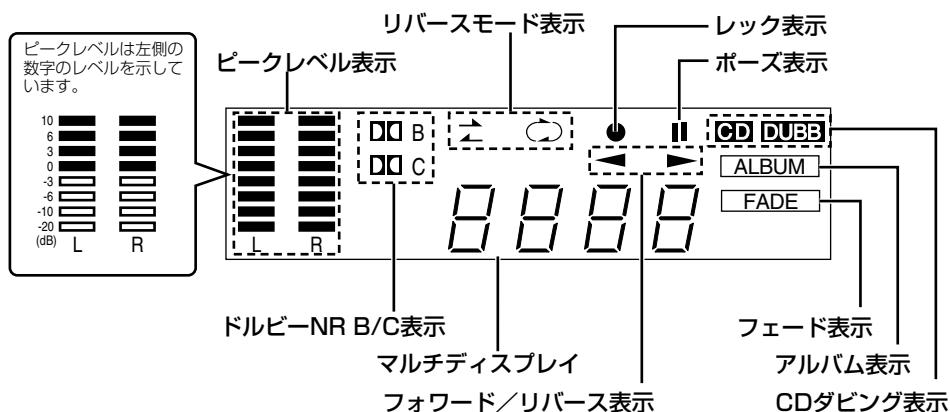 リバースモード表示
レック表示
ポーズ表示
ピークレベル表示
ピークレベルは左側の
数字のレベルを示して
います。
10
6
3
0
-3
-6
-10
-20
(dB)
L
R
L
R
B
C
CD DUBB
ALBUM
FADE
8888
ドルビーNR B/C表示
マルチディスプレイ
フォワード／リバース表示
フェード表示
アルバム表示
CDダビング表示